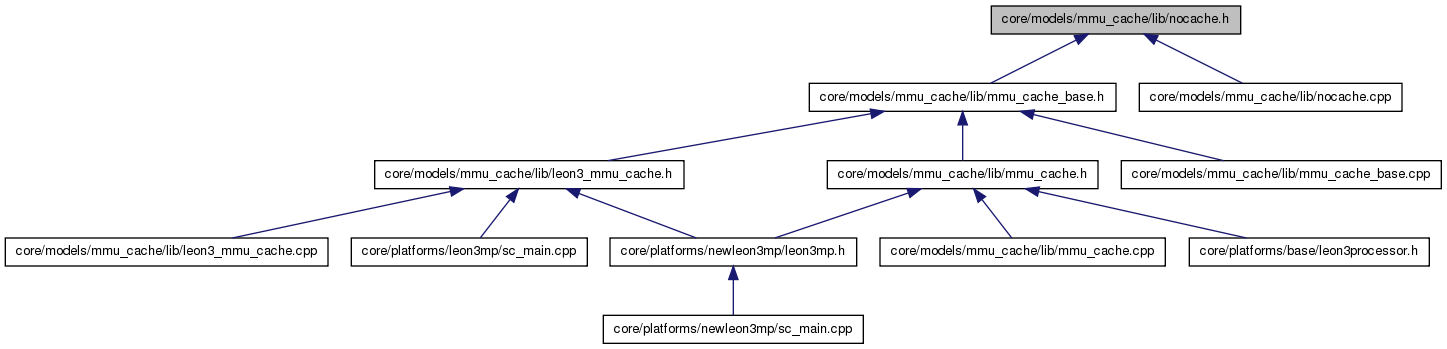 core/models/mmu_cache/lib/nocache.h
core/models/mmu_cache/lib/mmu_cache_base.h
core/models/mmu_cache/lib/nocache.cpp
core/models/mmu_cache/lib/leon3_mmu_cache.h
core/models/mmu_cache/lib/mmu_cache.h
core/models/mmu_cache/lib/mmu_cache_base.cpp
core/models/mmu_cache/lib/leon3_mmu_cache.cpp
core/platforms/leon3mp/sc_main.cpp
core/platforms/newleon3mp/leon3mp.h
core/models/mmu_cache/lib/mmu_cache.cpp
core/platforms/base/leon3processor.h
core/platforms/newleon3mp/sc_main.cpp